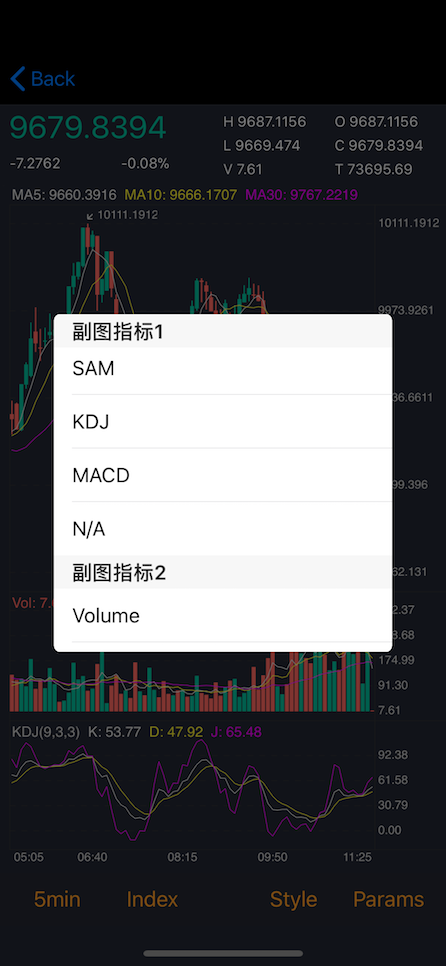 Back
9679.8394
H 9687.1156 O 9687.1156
L 9669.474 C 9679.8394
-7.2762 -0.08% V 7.61 T 73695.69
MA5: 9660.3916 MA10: 9666.1707 MA30: 9767.2219
10111.1912
10111.1912
9973.9261
副图指标1
SAM
36.6611
KDJ
MACD
99.396
N/A
副图指标2
62.131
Vol: 7.
2.37
Volume
8.68
174.99
91.30
7.61
KDJ(9,3,3) K: 53.77 D: 47.92 J: 65.48
92.38
61.58
30.79
0.00
05:05 06:40 08:15 09:50 11:25
5min Index Style Params